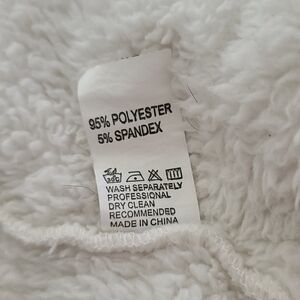 95% POLYESTER
5% SPANDEX
WASH SEPARATELY
PROFESSIONAL
DRY CLEAN
RECOMMENDED
MADE IN CHINA